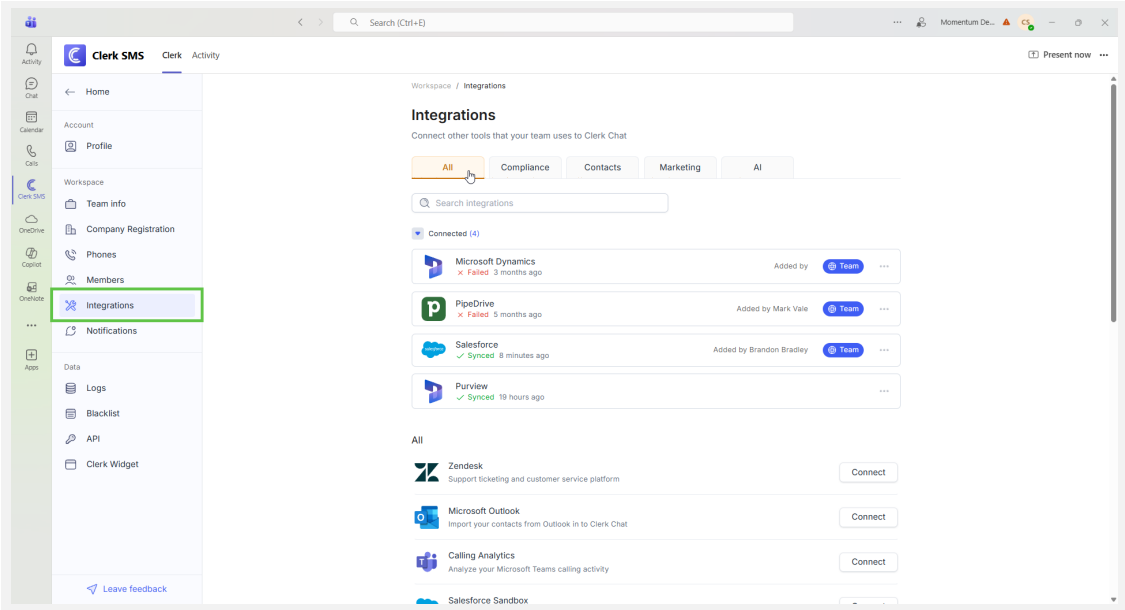 Search (Ctrl+E)
Momentum De...
CS
Activity
Chat
Calendar
Calls
Clerk SMS
OneDrive
Copilot
OneNote
Apps
Clerk SMS
Clerk
Activity
Present now
Home
Account
Profile
Workspace
Team info
Company Registration
Phones
Members
Integrations
Notifications
Data
Logs
Blacklist
API
Clerk Widget
Leave feedback
Workspace / Integrations
Integrations
Connect other tools that your team uses to Clerk Chat
All
Compliance
Contacts
Marketing
AI
Search integrations
Connected (4)
Microsoft Dynamics
Failed 3 months ago
Added by
Team
PipeDrive
Failed 5 months ago
Added by Mark Vale
Team
Salesforce
Synced 8 minutes ago
Added by Brandon Bradley
Team
Purview
Synced 19 hours ago
All
Zendesk
Support ticketing and customer service platform
Connect
Microsoft Outlook
Import your contacts from Outlook in to Clerk Chat
Connect
Calling Analytics
Analyze your Microsoft Teams calling activity
Connect
Salesforce Sandbox